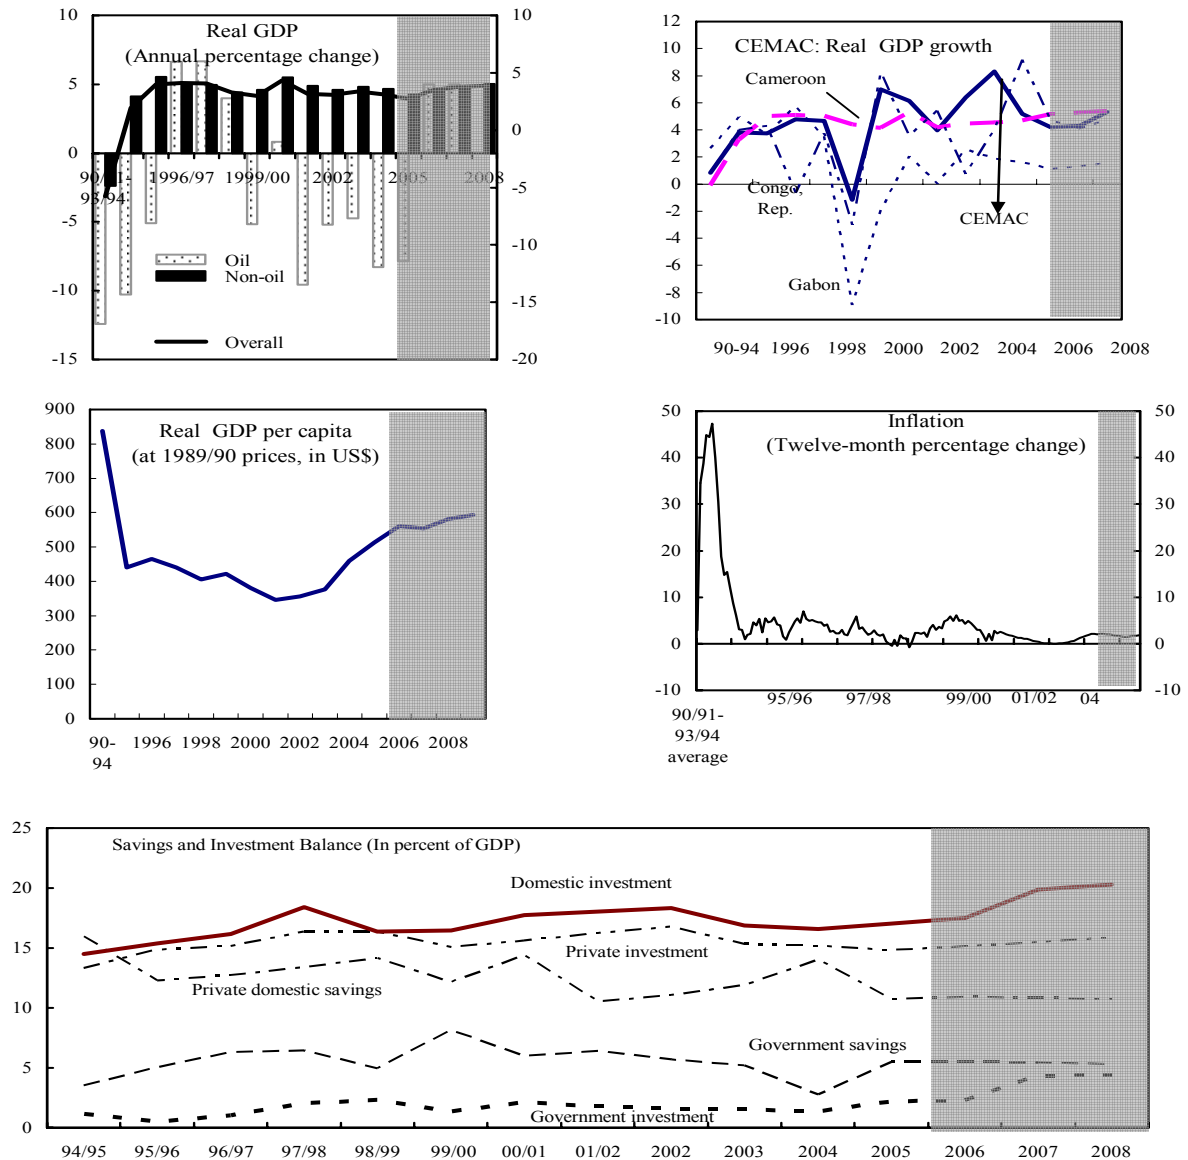 Real GDP
(Annual percentage change)
10
5
0
-5
-10
-15
10
5
0
-5
-10
-15
-20
90/91-
93/94
1996/97
1999/00
2002
2005
2008
Oil
Non-oil
Overall
CEMAC: Real GDP growth
12
10
8
6
4
2
0
-2
-4
-6
-8
-10
Cameroon
Congo,
Rep.
CEMAC
Gabon
90-94 1996 1998 2000 2002 2004 2006 2008
Real GDP per capita
(at 1989/90 prices, in US$)
900
800
700
600
500
400
300
200
100
0
90-
94
1996 1998 2000 2002 2004 2006 2008
Inflation
(Twelve-month percentage change)
50
40
30
20
10
0
-10
50
40
30
20
10
0
-10
90/91-
93/94
average
95/96 97/98 99/00 01/02 04
Savings and Investment Balance (In percent of GDP)
25
20
15
10
5
0
Domestic investment
Private investment
Private domestic savings
Government savings
Government investment
94/95 95/96 96/97 97/98 98/99 99/00 00/01 01/02 2002 2003 2004 2005 2006 2007 2008